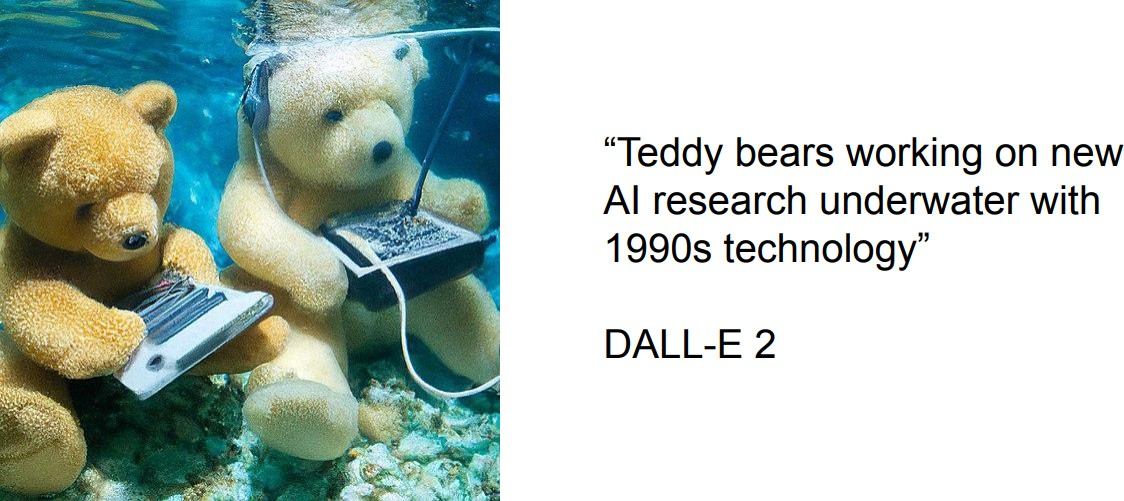 “Teddy bears working on new
AI research underwater with
1990s technology”
DALL-E 2